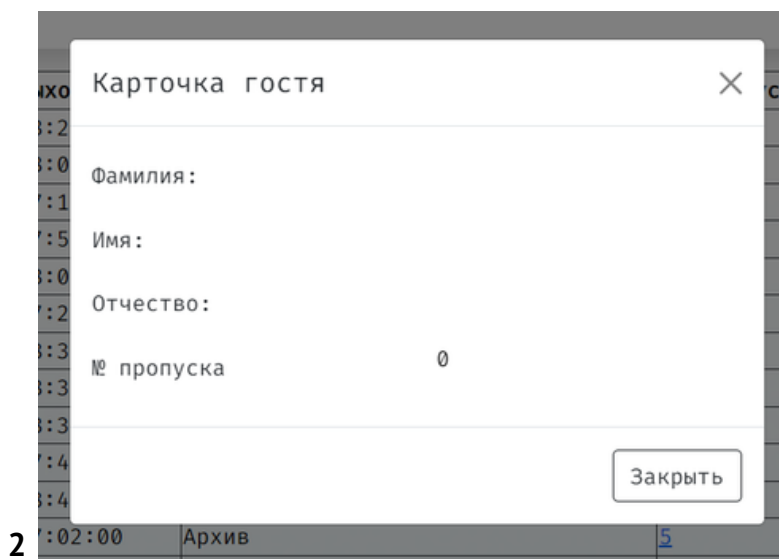 Карточка гостя
Фамилия:
Имя:
Отчество:
№ пропуска 0
Закрыть
2 :02:00 Архив 5